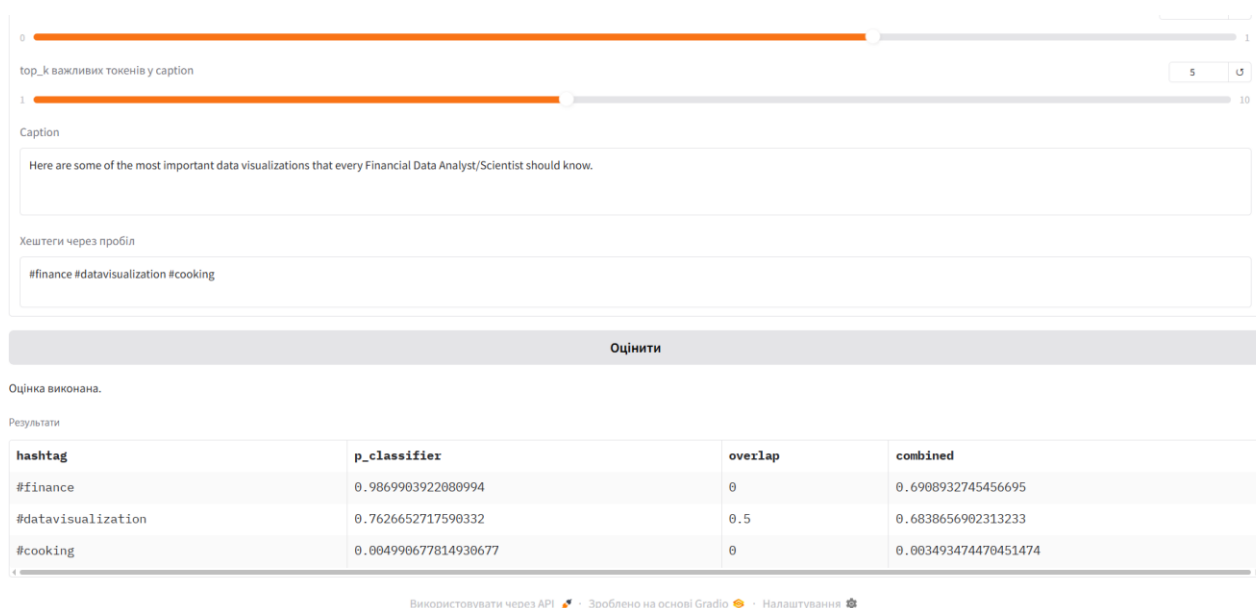 0 1
top_k важливих токенів у caption 5 ↺
1 10
Caption
Here are some of the most important data visualizations that every Financial Data Analyst/Scientist should know.
Хештеги через пробіл
#finance #datavisualization #cooking
Оцінити
Оцінка виконана.
Результати
hashtag p_classifier overlap combined
#finance 0.9869903922080994 0 0.6908932745456695
#datavisualization 0.7626652717590332 0.5 0.6838656902313233
#cooking 0.004990677814930677 0 0.003493474470451474
Використовувати через API · Зроблено на основі Gradio · Налаштування